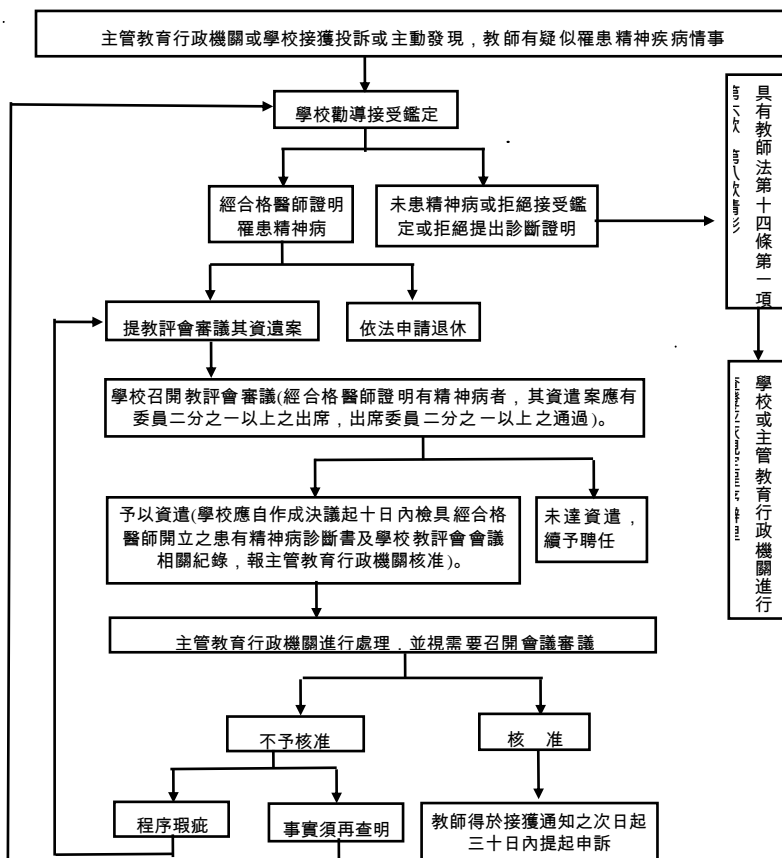 主管教育行政機關或學校接獲投訴或主動發現，教師有疑似罹患精神疾病情事
學校勸導接受鑑定
經合格醫師證明
罹患精神病
未患精神病或拒絕接受鑑
定或拒絕提出診斷證明
具有教師法第十四條第一項
第六款、第八款情形
提教評會審議其資遣案
依法申請退休
學校召開教評會審議(經合格醫師證明有精神病者，其資遣案應有
委員二分之一以上之出席，出席委員二分之一以上之通過)。
學校或主管教育行政機關進行
予以資遣(學校應自作成決議起十日內檢具經合格
醫師開立之患有精神病診斷書及學校教評會會議
相關紀錄，報主管教育行政機關核准)。
未達資遣，
續予聘任
主管教育行政機關進行處理，並視需要召開會議審議
不予核准
核　准
程序瑕疵
事實須再查明
教師得於接獲通知之次日起
三十日內提起申訴